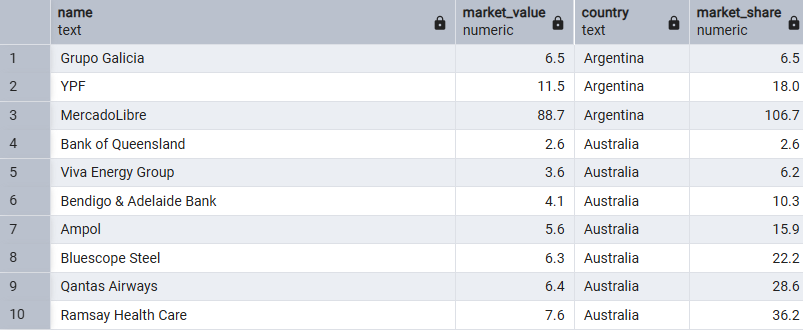 name market_value country market_share
text numeric text numeric
1 Grupo Galicia 6.5 Argentina 6.5
2 YPF 11.5 Argentina 18.0
3 MercadoLibre 88.7 Argentina 106.7
4 Bank of Queensland 2.6 Australia 2.6
5 Viva Energy Group 3.6 Australia 6.2
6 Bendigo & Adelaide Bank 4.1 Australia 10.3
7 Ampol 5.6 Australia 15.9
8 Bluescope Steel 6.3 Australia 22.2
9 Qantas Airways 6.4 Australia 28.6
10 Ramsay Health Care 7.6 Australia 36.2